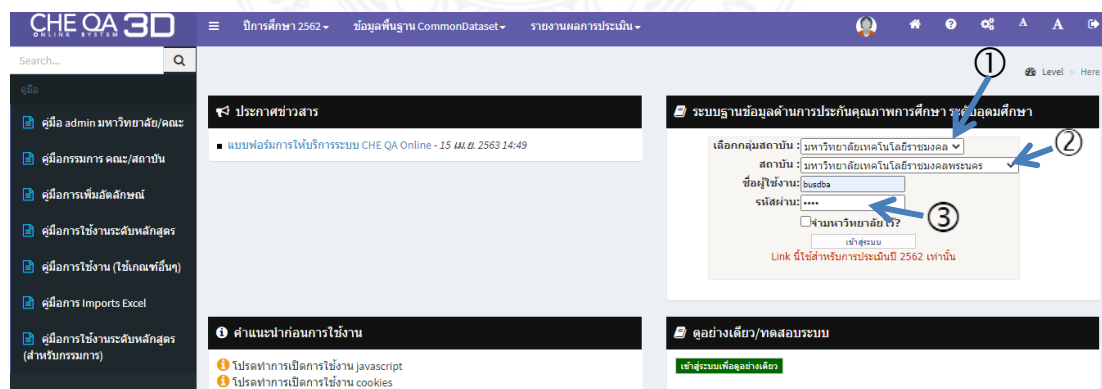 CHE QA 3D
ONLINE SYSTEM
ปีการศึกษา 2562
ข้อมูลพื้นฐาน CommonDataset
รายงานผลการประเมิน
A A
Search...
คู่มือ
คู่มือ admin มหาวิทยาลัย/คณะ
คู่มือกรรมการ คณะ/สถาบัน
คู่มือการเพิ่มอัตลักษณ์
คู่มือการใช้งานระดับหลักสูตร
คู่มือการใช้งาน (ใช้เกณฑ์อื่นๆ)
คู่มือการ Imports Excel
คู่มือการใช้งานระดับหลักสูตร
(สำหรับกรรมการ)
Level > Here
ประกาศข่าวสาร
แบบฟอร์มการให้บริการระบบ CHE QA Online - 15 เม.ย. 2563 14:49
①
ระบบฐานข้อมูลด้านการประกันคุณภาพการศึกษา ระดับอุดมศึกษา
เลือกกลุ่มสถาบัน : มหาวิทยาลัยเทคโนโลยีราชมงคล
②
สถาบัน : มหาวิทยาลัยเทคโนโลยีราชมงคลพระนคร
ชื่อผู้ใช้งาน: busdba
รหัสผ่าน: ••••
③
จำมหาวิทยาลัยไว้?
เข้าสู่ระบบ
Link นี้ใช้สำหรับการประเมินปี 2562 เท่านั้น
คำแนะนำก่อนการใช้งาน
โปรดทำการเปิดการใช้งาน javascript
โปรดทำการเปิดการใช้งาน cookies
ดูอย่างเดียว/ทดสอบระบบ
เข้าสู่ระบบเพื่อดูอย่างเดียว